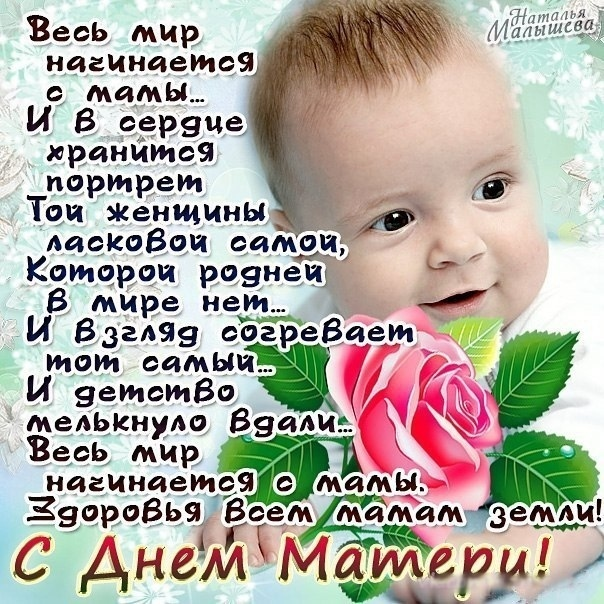 Наталья
Малышева
Весь мир
начинается
с мамы...
И в сердце
хранится
портрет
Той женщины
ласковой самой,
Которой родней
в мире нет...
И взгляд согревает
тот самый...
И детство
мелькнуло вдали...
Весь мир
начинается с мамы.
Здоровья всем мамам земли!
С Днем Матери!